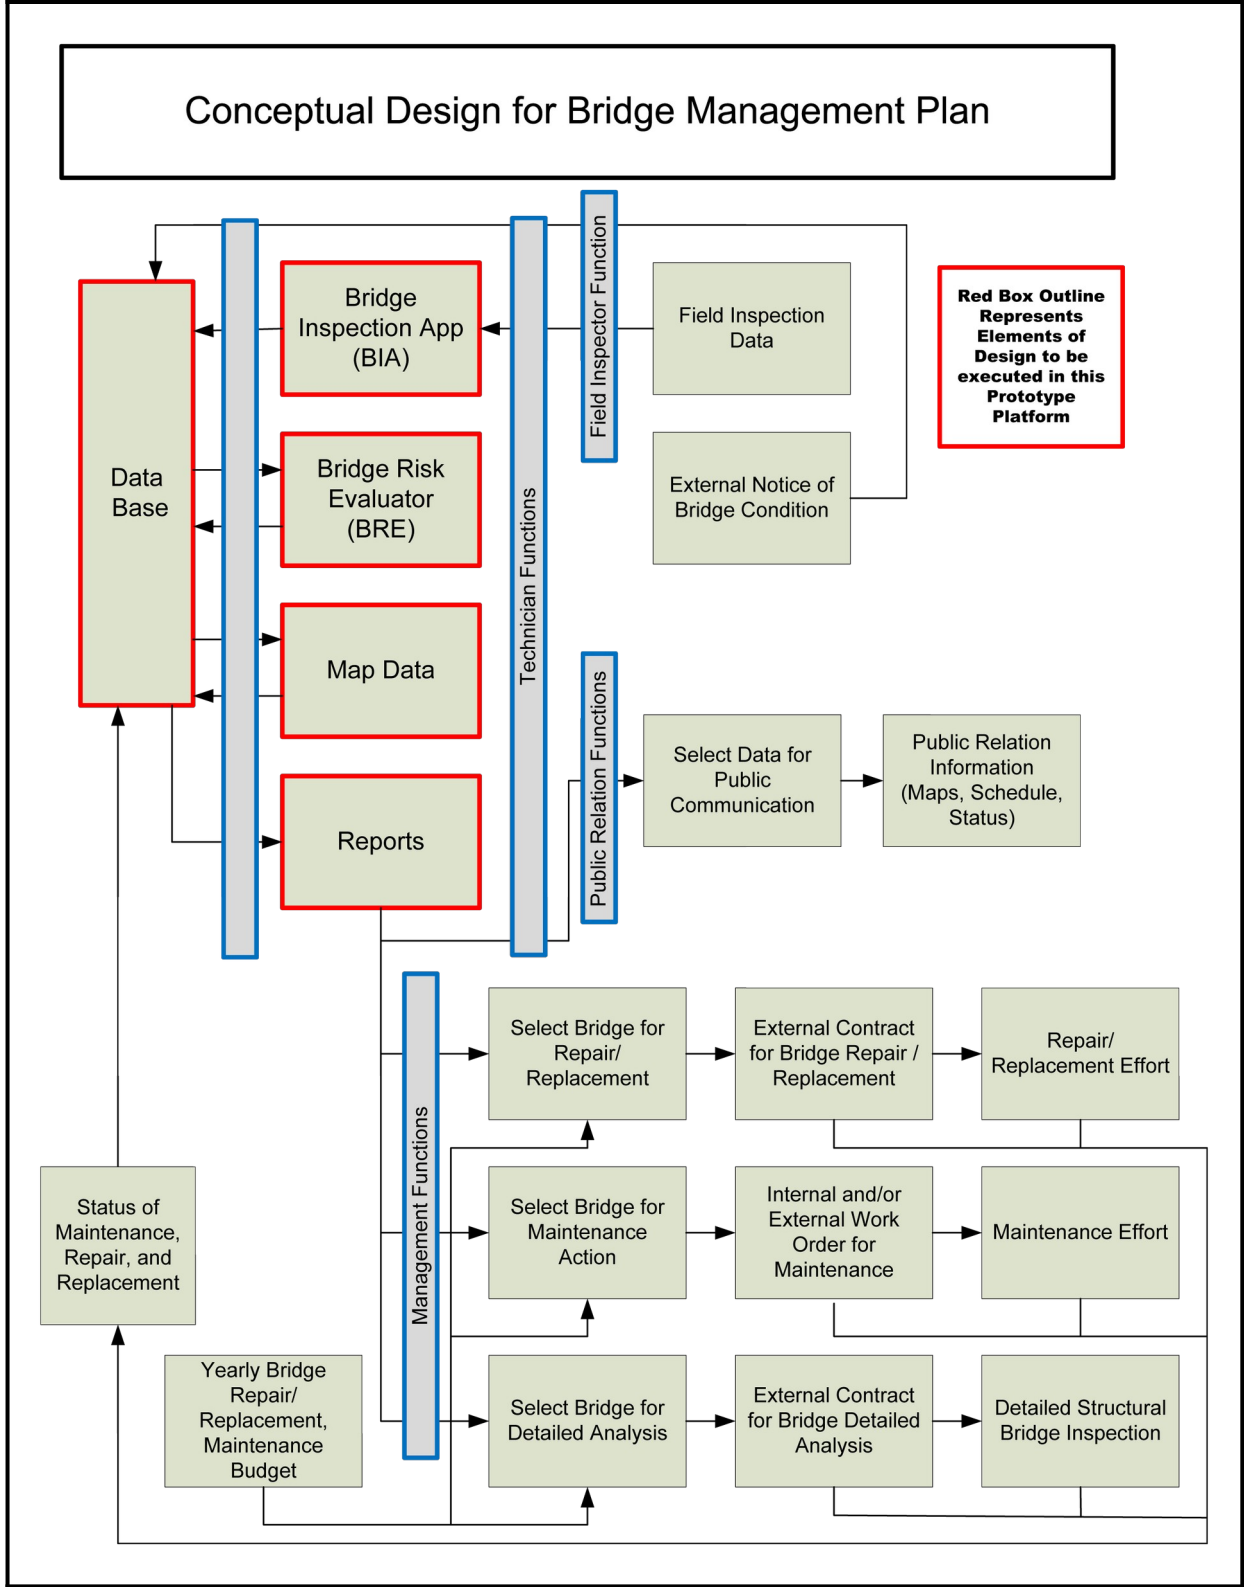 Conceptual Design for Bridge Management Plan
Field Inspector Function
Bridge
Inspection App
(BIA)
Field Inspection
Data
Red Box Outline
Represents
Elements of
Design to be
executed in this
Prototype
Platform
Data
Base
Bridge Risk
Evaluator
(BRE)
External Notice of
Bridge Condition
Technician Functions
Map Data
Public Relation Functions
Select Data for
Public
Communication
Public Relation
Information
(Maps, Schedule,
Status)
Reports
Management Functions
Select Bridge for
Repair/
Replacement
External Contract
for Bridge Repair /
Replacement
Repair/
Replacement Effort
Status of
Maintenance,
Repair, and
Replacement
Select Bridge for
Maintenance
Action
Internal and/or
External Work
Order for
Maintenance
Maintenance Effort
Yearly Bridge
Repair/
Replacement,
Maintenance
Budget
Select Bridge for
Detailed Analysis
External Contract
for Bridge Detailed
Analysis
Detailed Structural
Bridge Inspection